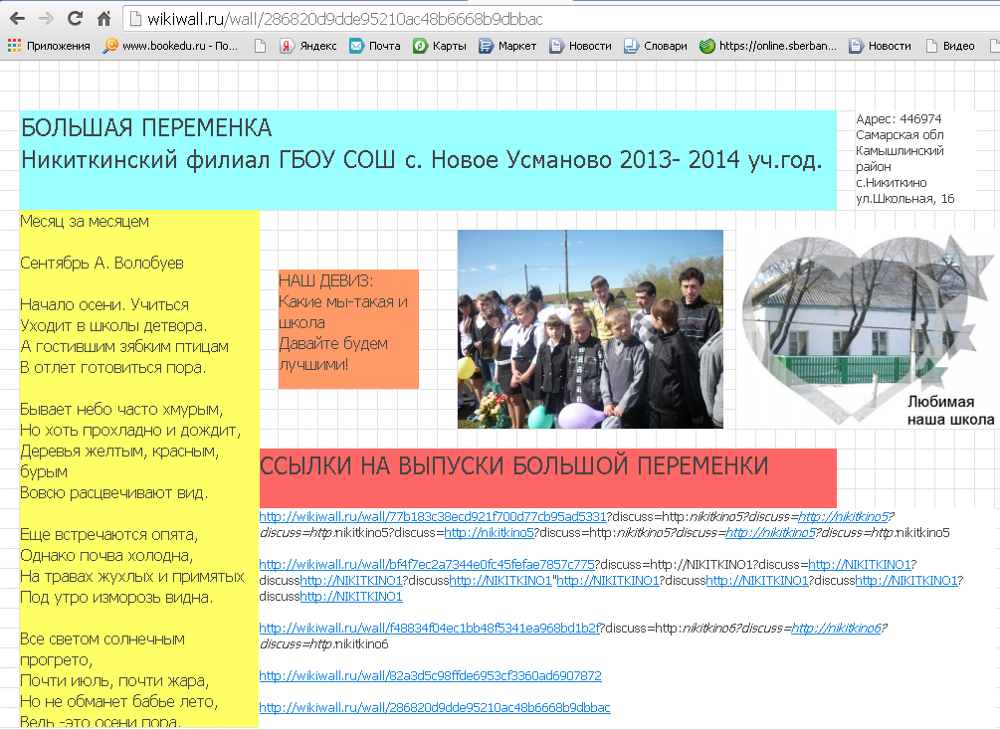 wikiwall.ru/wall/286820d9dde95210ac48b6668b9dbbac
Приложения
www.bookedu.ru - По...
Яндекс
Почта
Карты
Маркет
Новости
Словари
https://online.sberban...
Новости
Видео
БОЛЬШАЯ ПЕРЕМЕНКА
Никиткинский филиал ГБОУ СОШ с. Новое Усманово 2013- 2014 уч.год.
Адрес: 446974
Самарская обл
Камышлинский
район
с.Никиткино
ул.Школьная, 16
Месяц за месяцем
Сентябрь А. Волобуев
Начало осени. Учиться
Уходит в школы детвора.
А гостившим зябким птицам
В отлет готовиться пора.
Бывает небо часто хмурым,
Но хоть прохладно и дождит,
Деревья желтым, красным,
бурым
Вовсю расцвечивают вид.
Еще встречаются опята,
Однако почва холодна,
На травах жухлых и примятых
Под утро изморозь видна.
Все светом солнечным
прогрето,
Почти июль, почти жара,
Но не обманет бабье лето,
Ведь -это осени пора.
НАШ ДЕВИЗ:
Какие мы-такая и
школа
Давайте будем
лучшими!
Любимая
наша школа
ССЫЛКИ НА ВЫПУСКИ БОЛЬШОЙ ПЕРЕМЕНКИ
http://wikiwall.ru/wall/77b183c38ecd921f700d77cb95ad5331?discuss=http:nikitkino5?discuss=http://nikitkino5?
discuss=http:nikitkino5?discuss=http://nikitkino5?discuss=http:nikitkino5?discuss=http://nikitkino5?discuss=http:nikitkino5
http://wikiwall.ru/wall/bf4f7ec2a7344e0fc45fefae7857c775?discuss=http://NIKITKINO1?discuss=http://NIKITKINO1?
discusshttp://NIKITKINO1?discusshttp://NIKITKINO1"http://NIKITKINO1?discusshttp://NIKITKINO1?discusshttp://NIKITKINO1?
discusshttp://NIKITKINO1
http://wikiwall.ru/wall/f48834f04ec1bb48f5341ea968bd1b2f?discuss=http:nikitkino6?discuss=http://nikitkino6?
discuss=http:nikitkino6
http://wikiwall.ru/wall/82a3d5c98ffde6953cf3360ad6907872
http://wikiwall.ru/wall/286820d9dde95210ac48b6668b9dbbac